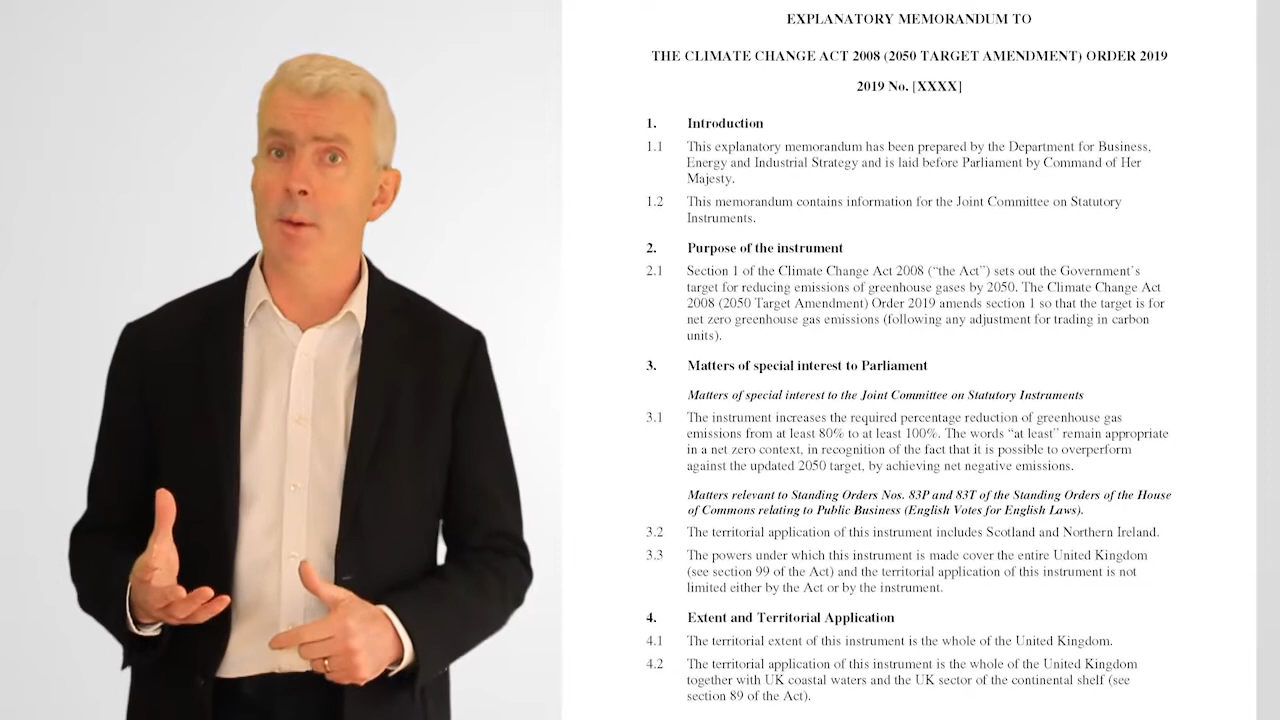 EXPLANATORY MEMORANDUM TO
THE CLIMATE CHANGE ACT 2008 (2050 TARGET AMENDMENT) ORDER 2019
2019 No. [XXXX]
1. Introduction
1.1 This explanatory memorandum has been prepared by the Department for Business,
Energy and Industrial Strategy and is laid before Parliament by Command of Her
Majesty.
1.2 This memorandum contains information for the Joint Committee on Statutory
Instruments.
2. Purpose of the instrument
2.1 Section 1 of the Climate Change Act 2008 (“the Act”) sets out the Government’s
target for reducing emissions of greenhouse gases by 2050. The Climate Change Act
2008 (2050 Target Amendment) Order 2019 amends section 1 so that the target is for
net zero greenhouse gas emissions (following any adjustment for trading in carbon
units).
3. Matters of special interest to Parliament
Matters of special interest to the Joint Committee on Statutory Instruments
3.1 The instrument increases the required percentage reduction of greenhouse gas
emissions from at least 80% to at least 100%. The words “at least” remain appropriate
in a net zero context, in recognition of the fact that it is possible to overperform
against the updated 2050 target, by achieving net negative emissions.
Matters relevant to Standing Orders Nos. 83P and 83T of the Standing Orders of the House
of Commons relating to Public Business (English Votes for English Laws).
3.2 The territorial application of this instrument includes Scotland and Northern Ireland.
3.3 The powers under which this instrument is made cover the entire United Kingdom
(see section 99 of the Act) and the territorial application of this instrument is not
limited either by the Act or by the instrument.
4. Extent and Territorial Application
4.1 The territorial extent of this instrument is the whole of the United Kingdom.
4.2 The territorial application of this instrument is the whole of the United Kingdom
together with UK coastal waters and the UK sector of the continental shelf (see
section 89 of the Act).